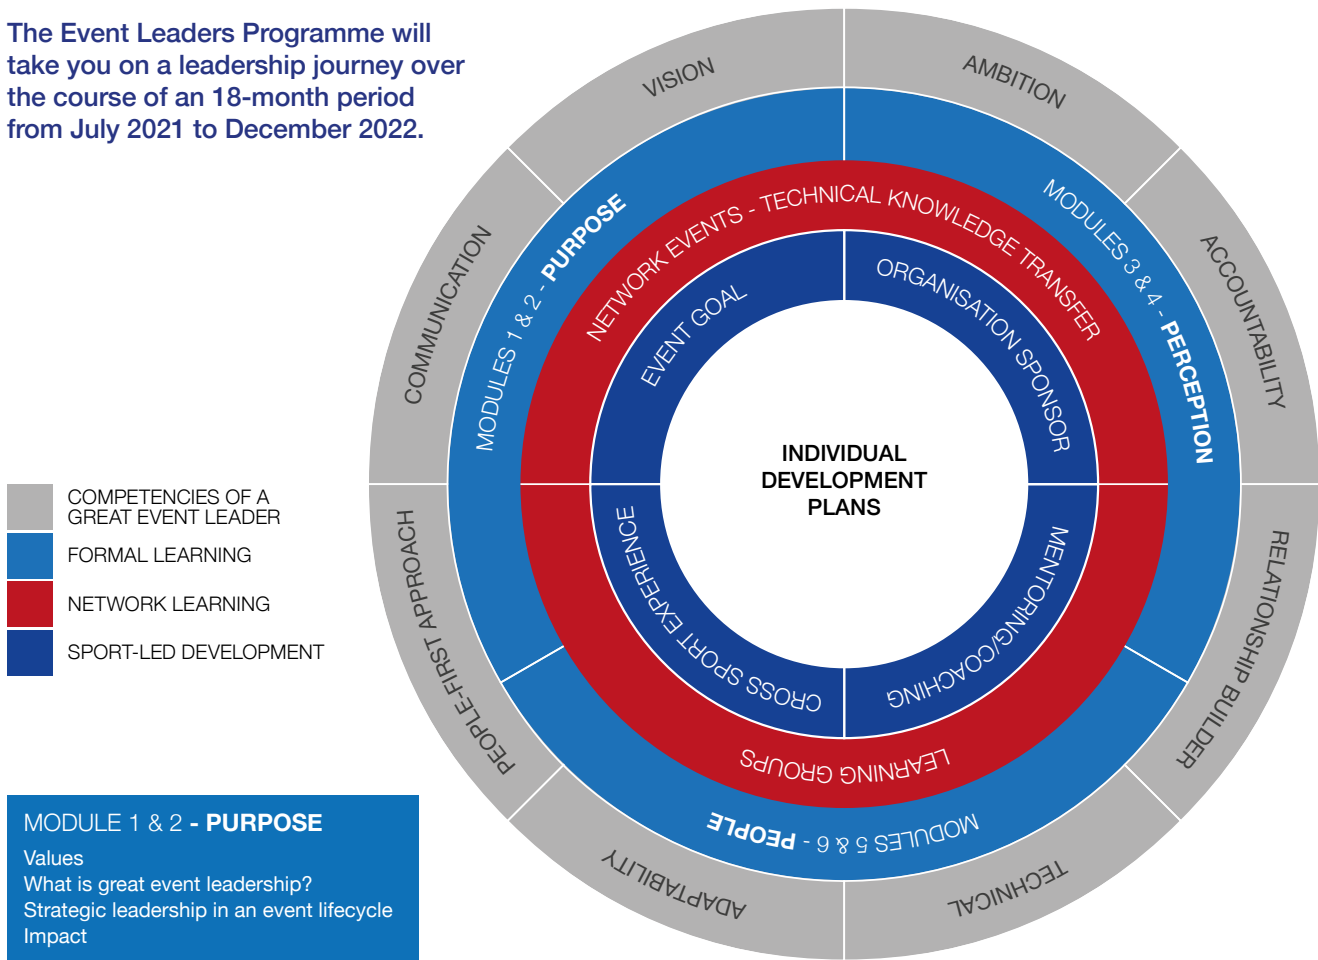 The Event Leaders Programme will
take you on a leadership journey over
the course of an 18-month period
from July 2021 to December 2022.
VISION
AMBITION
ACCOUNTABILITY
RELATIONSHIP BUILDER
TECHNICAL
ADAPTABILITY
PEOPLE-FIRST APPROACH
COMMUNICATION
MODULES 1 & 2 - PURPOSE
MODULES 3 & 4 - PERCEPTION
MODULES 5 & 6 - PEOPLE
NETWORK EVENTS - TECHNICAL KNOWLEDGE TRANSFER
LEARNING GROUPS
EVENT GOAL
ORGANISATION SPONSOR
MENTORING/COACHING
CROSS SPORT EXPERIENCE
INDIVIDUAL
DEVELOPMENT
PLANS
COMPETENCIES OF A
GREAT EVENT LEADER
FORMAL LEARNING
NETWORK LEARNING
SPORT-LED DEVELOPMENT
MODULE 1 & 2 - PURPOSE
Values
What is great event leadership?
Strategic leadership in an event lifecycle
Impact